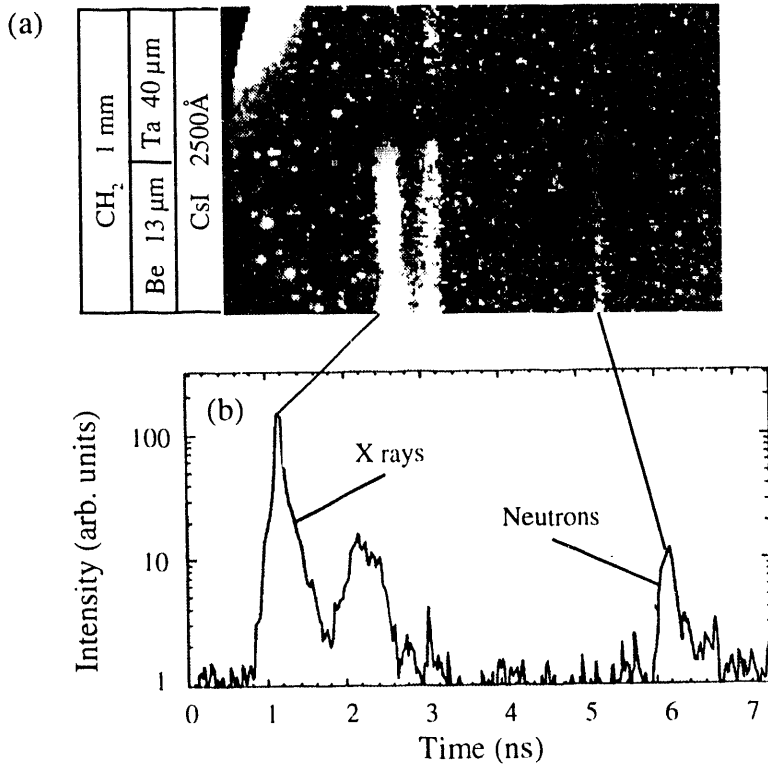 (a)
CH₂ 1 mm
Be 13 µm Ta 40 µm
CsI 2500Å
(b)
X rays
Neutrons
Intensity (arb. units)
100
10
1
0 1 2 3 4 5 6 7
Time (ns)